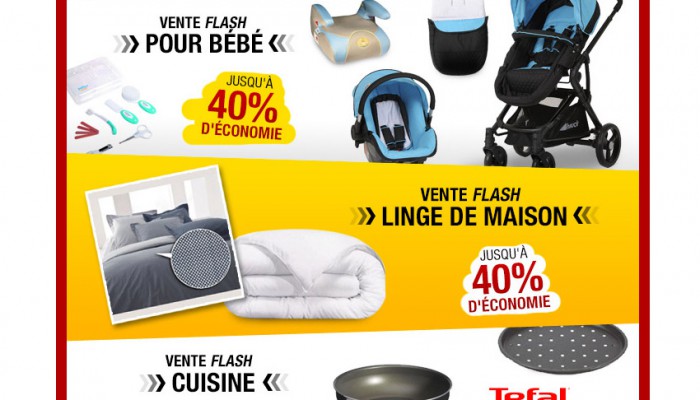 VENTE FLASH
POUR BÉBÉ
JUSQU'À
40%
D'ÉCONOMIE
VENTE FLASH
LINGE DE MAISON
JUSQU'À
40%
D'ÉCONOMIE
VENTE FLASH
CUISINE
Tefal